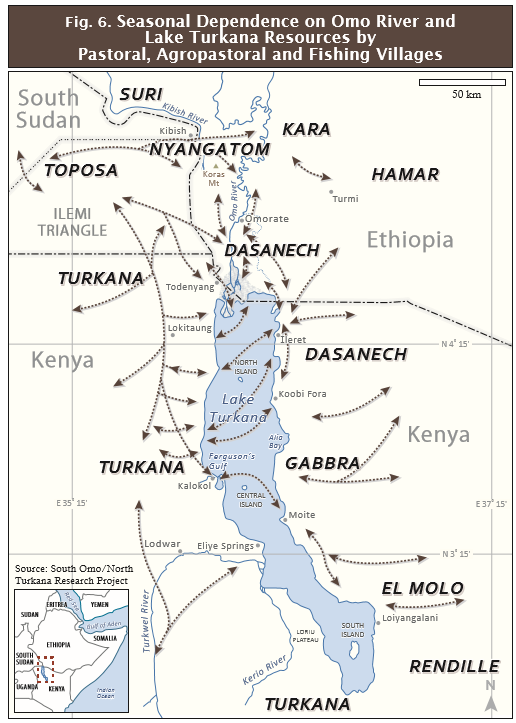 Fig. 6. Seasonal Dependence on Omo River and
Lake Turkana Resources by
Pastoral, Agropastoral and Fishing Villages
South
Sudan
SURI
50 km
Kibish River
Kibish
KARA
NYANGATOM
TOPOSA
Koras
Mt
HAMAR
Omo River
Turmi
ILEMI
TRIANGLE
Omorate
Ethiopia
DASANECH
TURKANA
Todenyang
Lokitaung
Ileret
N 4° 15'
DASANECH
Kenya
NORTH
ISLAND
Koobi Fora
Lake
Turkana
Kenya
Alia
Bay
Ferguson's
Gulf
TURKANA
GABBRA
Kalokol
CENTRAL
ISLAND
E 35° 15'
E 37° 15'
Moite
Lodwar
Eliye Springs
N 3° 15'
Source: South Omo/North
Turkana Research Project
EL MOLO
Turkwel River
Loiyangalani
LORIU
PLATEAU
SOUTH
ISLAND
Kerio River
RENDILLE
TURKANA
N
ERITREA
Red Sea
YEMEN
SUDAN
Gulf of Aden
SOMALIA
ETHIOPIA
SOUTH
SUDAN
UGANDA
KENYA
Indian
Ocean